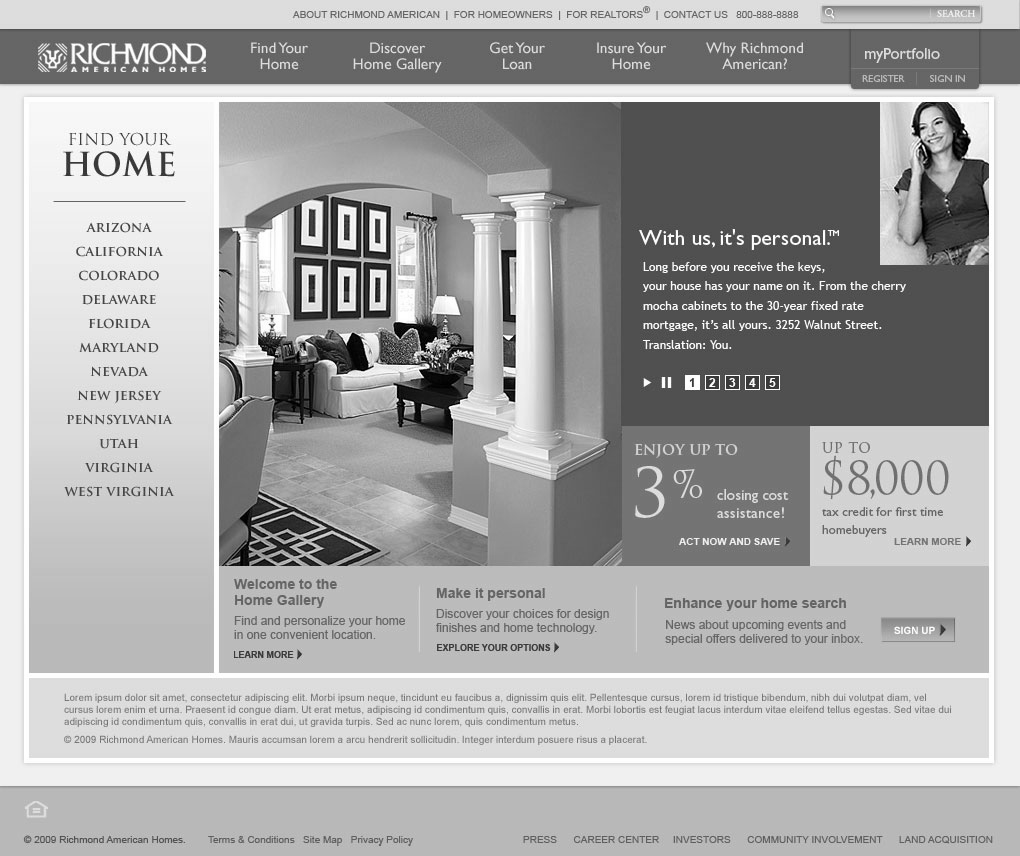 ABOUT RICHMOND AMERICAN | FOR HOMEOWNERS | FOR REALTORS® | CONTACT US 800-888-8888
SEARCH
RICHMOND
AMERICAN HOMES
Find Your
Home
Discover
Home Gallery
Get Your
Loan
Insure Your
Home
Why Richmond
American?
myPortfolio
REGISTER
SIGN IN
FIND YOUR
HOME
ARIZONA
CALIFORNIA
COLORADO
DELAWARE
FLORIDA
MARYLAND
NEVADA
NEW JERSEY
PENNSYLVANIA
UTAH
VIRGINIA
WEST VIRGINIA
With us, it's personal.™
Long before you receive the keys,
your house has your name on it. From the cherry
mocha cabinets to the 30-year fixed rate
mortgage, it's all yours. 3252 Walnut Street.
Translation: You.
1 2 3 4 5
ENJOY UP TO
3%
closing cost
assistance!
ACT NOW AND SAVE
UP TO
$8,000
tax credit for first time
homebuyers
LEARN MORE
Welcome to the
Home Gallery
Find and personalize your home
in one convenient location.
LEARN MORE
Make it personal
Discover your choices for design
finishes and home technology.
EXPLORE YOUR OPTIONS
Enhance your home search
News about upcoming events and
special offers delivered to your inbox.
SIGN UP
Lorem ipsum dolor sit amet, consectetur adipiscing elit. Morbi ipsum neque, tincidunt eu faucibus a, dignissim quis elit. Pellentesque cursus, lorem id tristique bibendum, nibh dui volutpat diam, vel
cursus lorem enim et urna. Praesent id congue diam. Ut erat metus, adipiscing id condimentum quis, convallis in erat. Morbi lobortis est feugiat lacus interdum vitae eleifend tellus egestas. Sed vitae dui
adipiscing id condimentum quis, convallis in erat dui, ut gravida turpis. Sed ac nunc lorem, quis condimentum metus.
© 2009 Richmond American Homes. Mauris accumsan lorem a arcu hendrerit sollicitudin. Integer interdum posuere risus a placerat.
© 2009 Richmond American Homes. Terms & Conditions Site Map Privacy Policy
PRESS CAREER CENTER INVESTORS COMMUNITY INVOLVEMENT LAND ACQUISITION